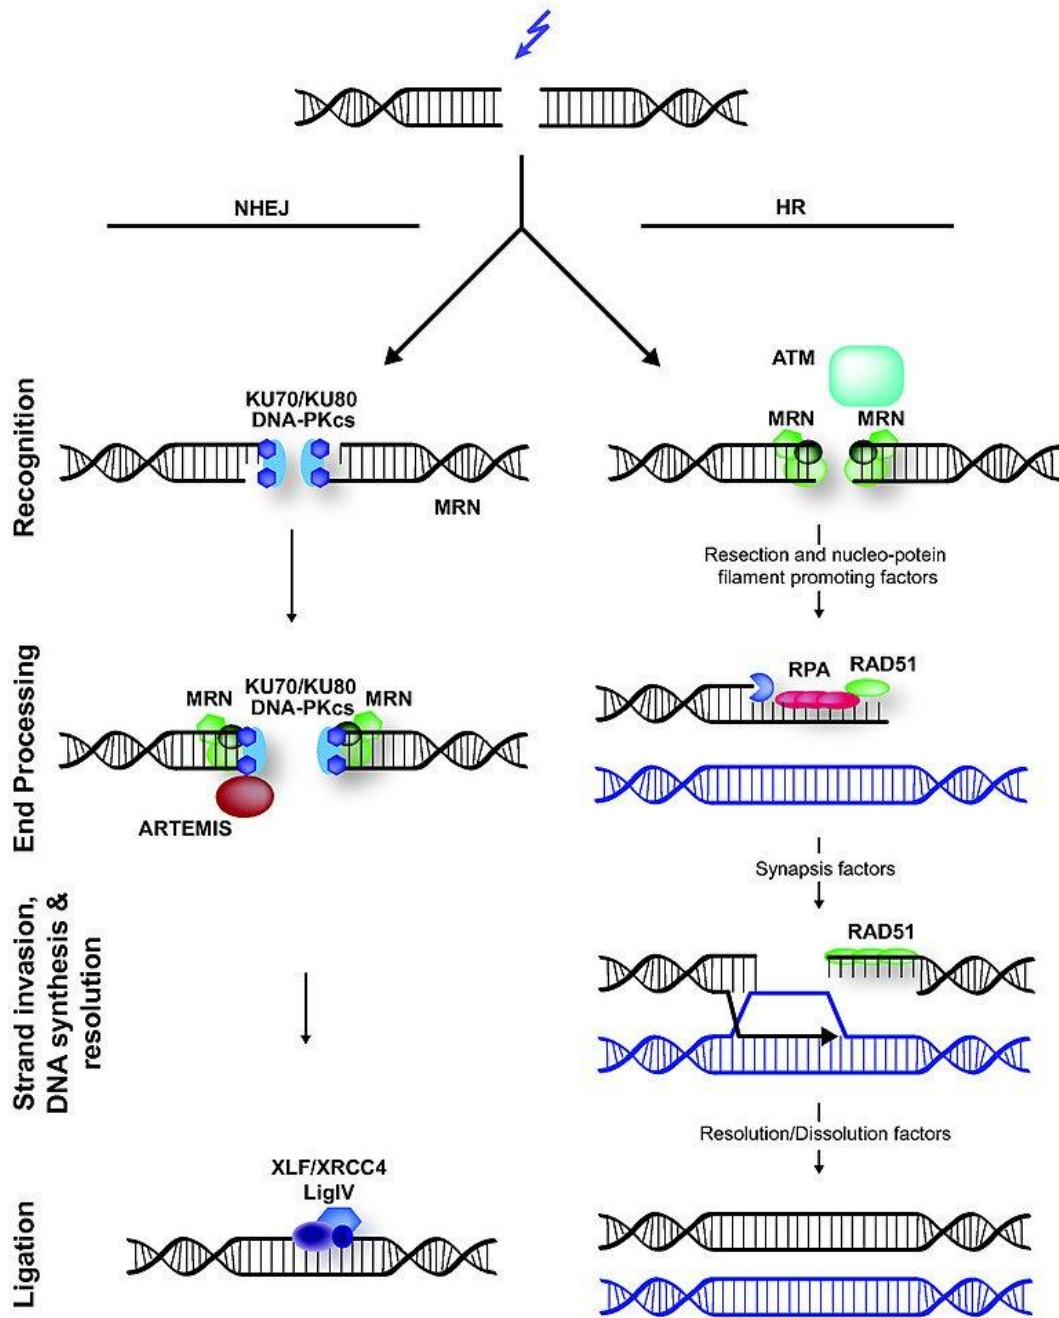 NHEJ
HR
Recognition
KU70/KU80
DNA-PKcs
MRN
ATM
MRN
MRN
Resection and nucleo-potein
filament promoting factors
End Processing
MRN
KU70/KU80
DNA-PKcs
MRN
ARTEMIS
RPA
RAD51
Synapsis factors
Strand invasion,
DNA synthesis &
resolution
RAD51
Resolution/Dissolution factors
Ligation
XLF/XRCC4
LigIV